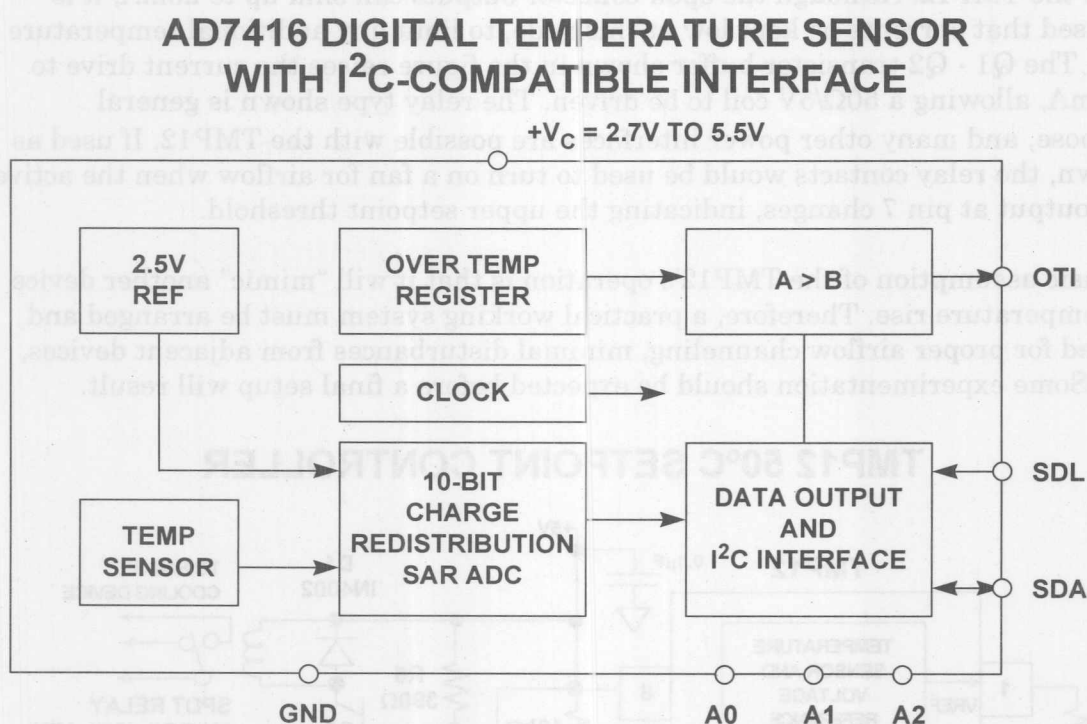 AD7416 DIGITAL TEMPERATURE SENSOR
WITH I²C COMPATIBLE INTERFACE
+V_C = 2.7V TO 5.5V
2.5V
REF
OVER TEMP
REGISTER
A > B
OTI
CLOCK
10-BIT
CHARGE
REDISTRIBUTION
SAR ADC
DATA OUTPUT
AND
I²C INTERFACE
SDL
TEMP
SENSOR
SDA
GND
A0
A1
A2